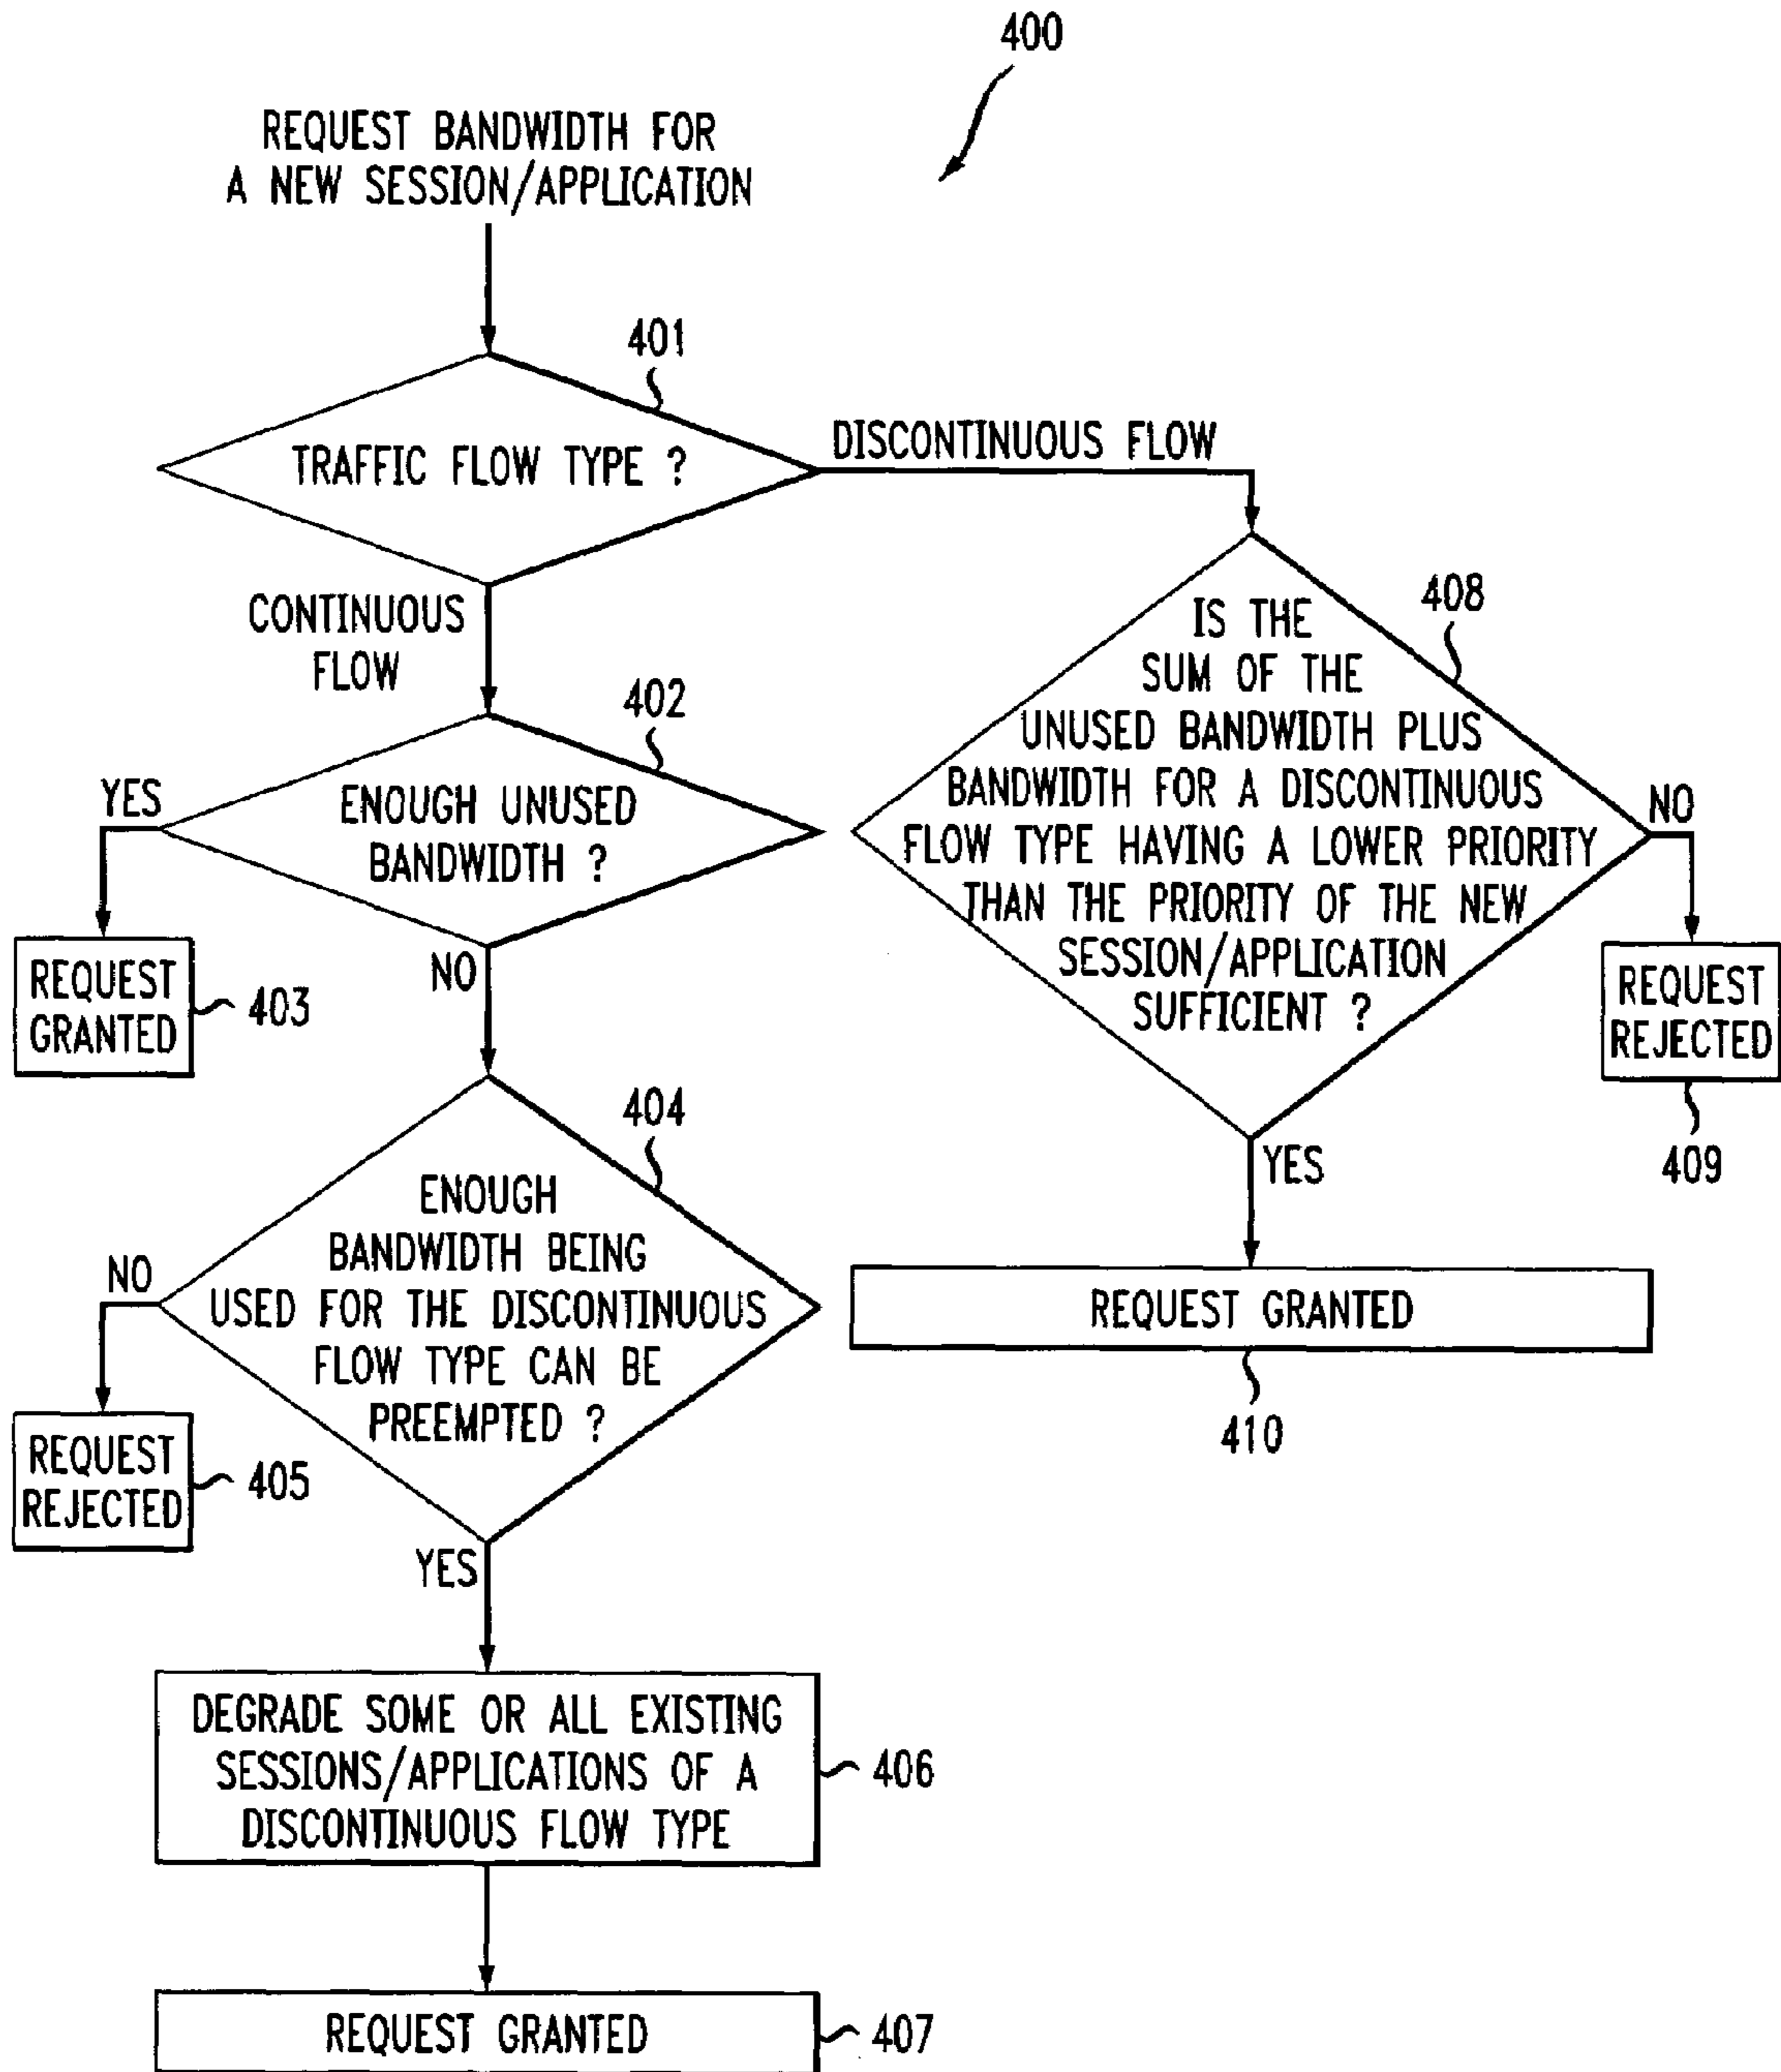 400
REQUEST BANDWIDTH FOR
A NEW SESSION/APPLICATION
401
TRAFFIC FLOW TYPE ?
DISCONTINUOUS FLOW
CONTINUOUS
FLOW
402
ENOUGH UNUSED
BANDWIDTH ?
YES
REQUEST
GRANTED
403
NO
404
ENOUGH
BANDWIDTH BEING
USED FOR THE DISCONTINUOUS
FLOW TYPE CAN BE
PREEMPTED ?
NO
REQUEST
REJECTED
405
YES
DEGRADE SOME OR ALL EXISTING
SESSIONS/APPLICATIONS OF A
DISCONTINUOUS FLOW TYPE
406
REQUEST GRANTED
407
408
IS THE
SUM OF THE
UNUSED BANDWIDTH PLUS
BANDWIDTH FOR A DISCONTINUOUS
FLOW TYPE HAVING A LOWER PRIORITY
THAN THE PRIORITY OF THE NEW
SESSION/APPLICATION
SUFFICIENT ?
NO
REQUEST
REJECTED
409
YES
REQUEST GRANTED
410